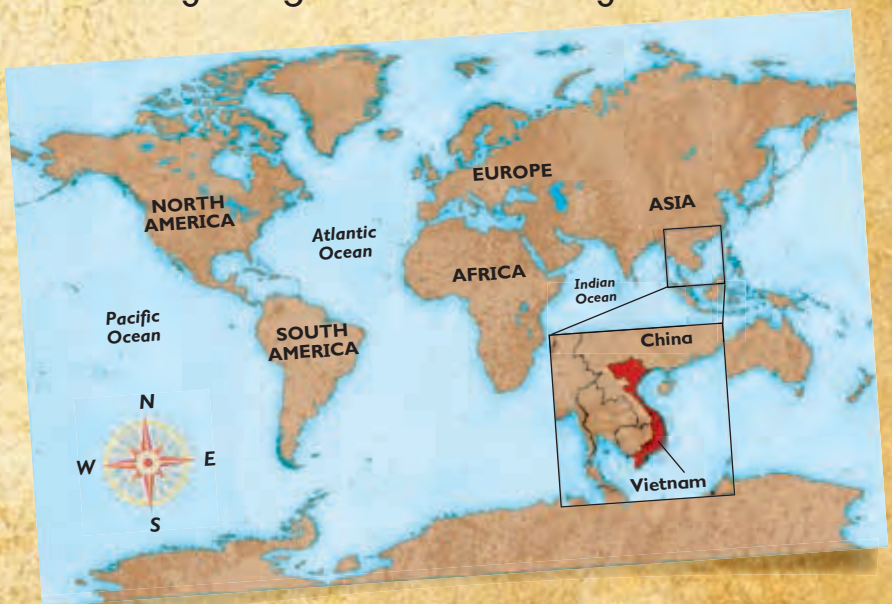 NORTH
AMERICA
EUROPE
ASIA
Atlantic
Ocean
AFRICA
Indian
Ocean
Pacific
Ocean
SOUTH
AMERICA
China
Vietnam
N
W
E
S